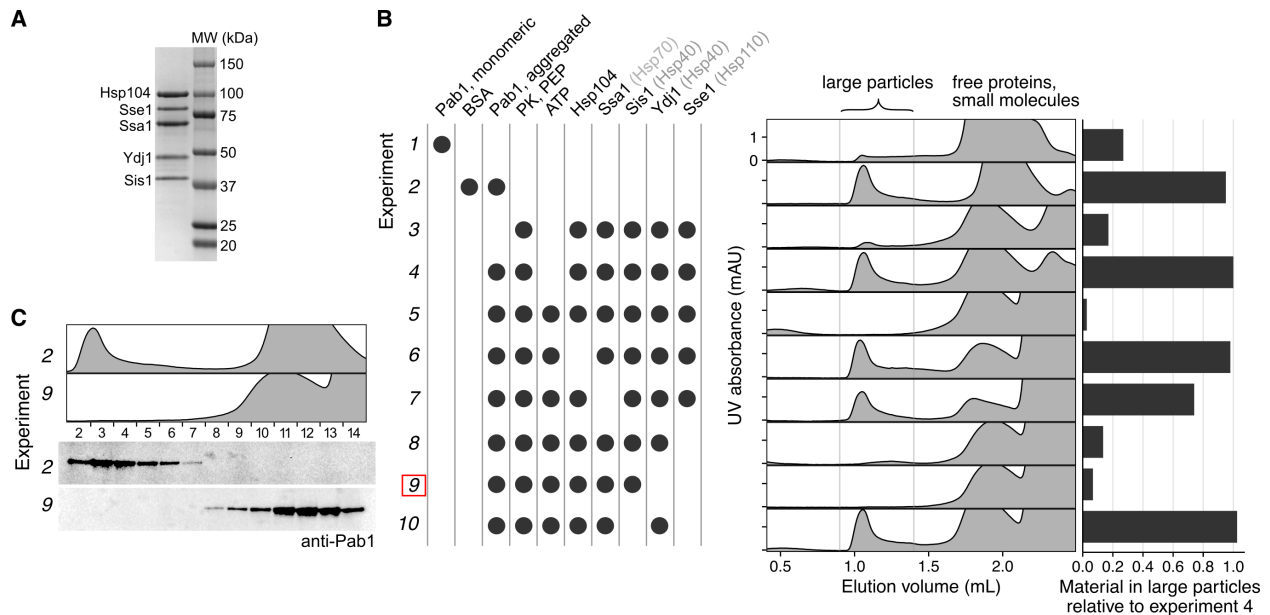 A
MW (kDa)
150
Hsp104
100
Sse1
75
Ssa1
Ydj1
50
Sis1
37
25
20
B
Pab1, monomeric
BSA
Pab1, aggregated
PK, PEP
ATP
Hsp104
Ssa1 (Hsp70)
Sis1 (Hsp40)
Ydj1 (Hsp40)
Sse1 (Hsp110)
Experiment
1
2
3
4
5
6
7
8
9
10
large particles
free proteins,
small molecules
1
0
UV absorbance (mAU)
0.5
1.0
1.5
2.0
Elution volume (mL)
0.0
0.2
0.4
0.6
0.8
1.0
Material in large particles
relative to experiment 4
C
Experiment
2
9
2 3 4 5 6 7 8 9 10 11 12 13 14
2
9
anti-Pab1